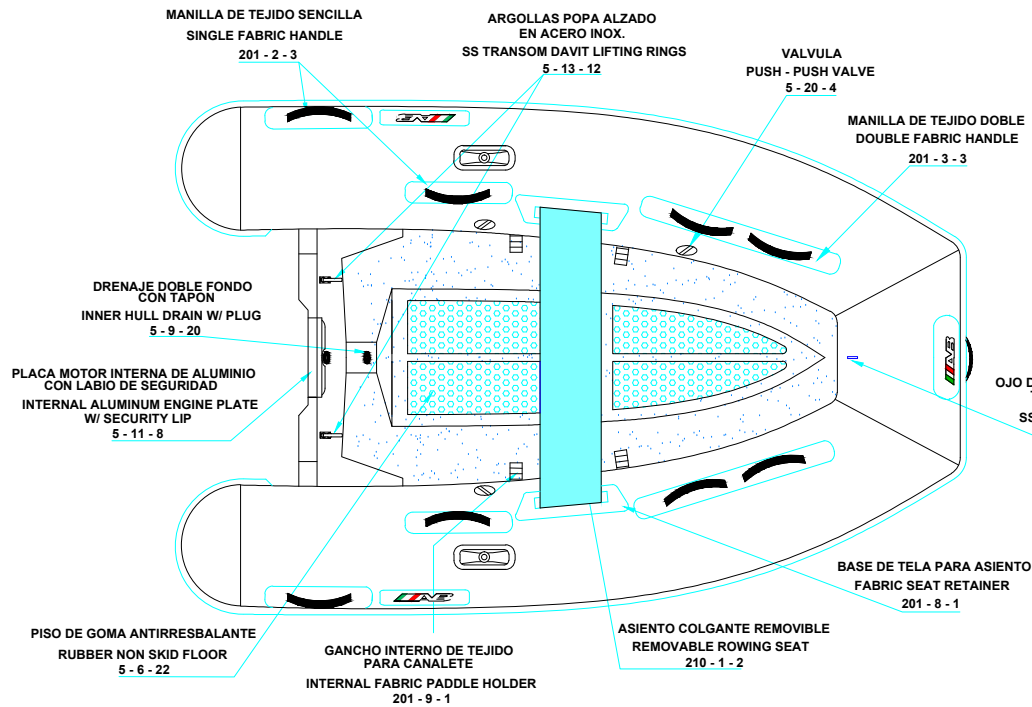 MANILLA DE TEJIDO SENCILLA
SINGLE FABRIC HANDLE
201 - 2 - 3
ARGOLLAS POPA ALZADO
EN ACERO INOX.
SS TRANSOM DAVIT LIFTING RINGS
5 - 13 - 12
VALVULA
PUSH - PUSH VALVE
5 - 20 - 4
MANILLA DE TEJIDO DOBLE
DOUBLE FABRIC HANDLE
201 - 3 - 3
DRENAJE DOBLE FONDO
CON TAPON
INNER HULL DRAIN W/ PLUG
5 - 9 - 20
PLACA MOTOR INTERNA DE ALUMINIO
CON LABIO DE SEGURIDAD
INTERNAL ALUMINUM ENGINE PLATE
W/ SECURITY LIP
5 - 11 - 8
AB
AB
AB
OJO D
SS
BASE DE TELA PARA ASIENTO
FABRIC SEAT RETAINER
201 - 8 - 1
PISO DE GOMA ANTIRRESBALANTE
RUBBER NON SKID FLOOR
5 - 6 - 22
GANCHO INTERNO DE TEJIDO
PARA CANALETE
INTERNAL FABRIC PADDLE HOLDER
201 - 9 - 1
ASIENTO COLGANTE REMOVIBLE
REMOVABLE ROWING SEAT
210 - 1 - 2